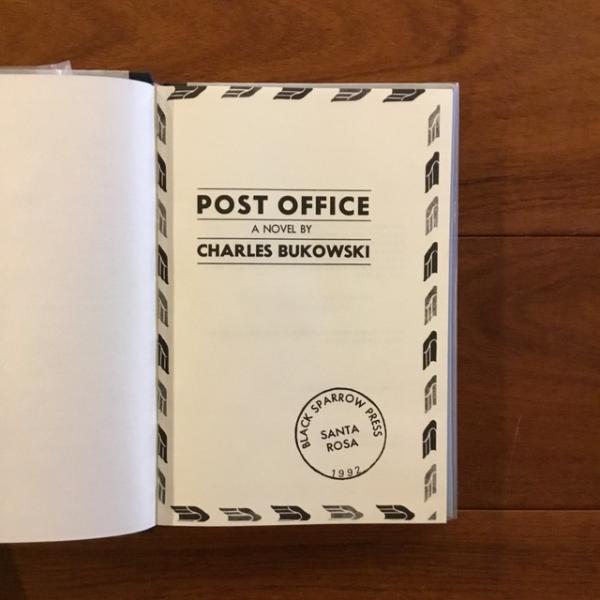 POST OFFICE
A NOVEL BY
CHARLES BUKOWSKI
BLACK SPARROW PRESS
SANTA
ROSA
1992